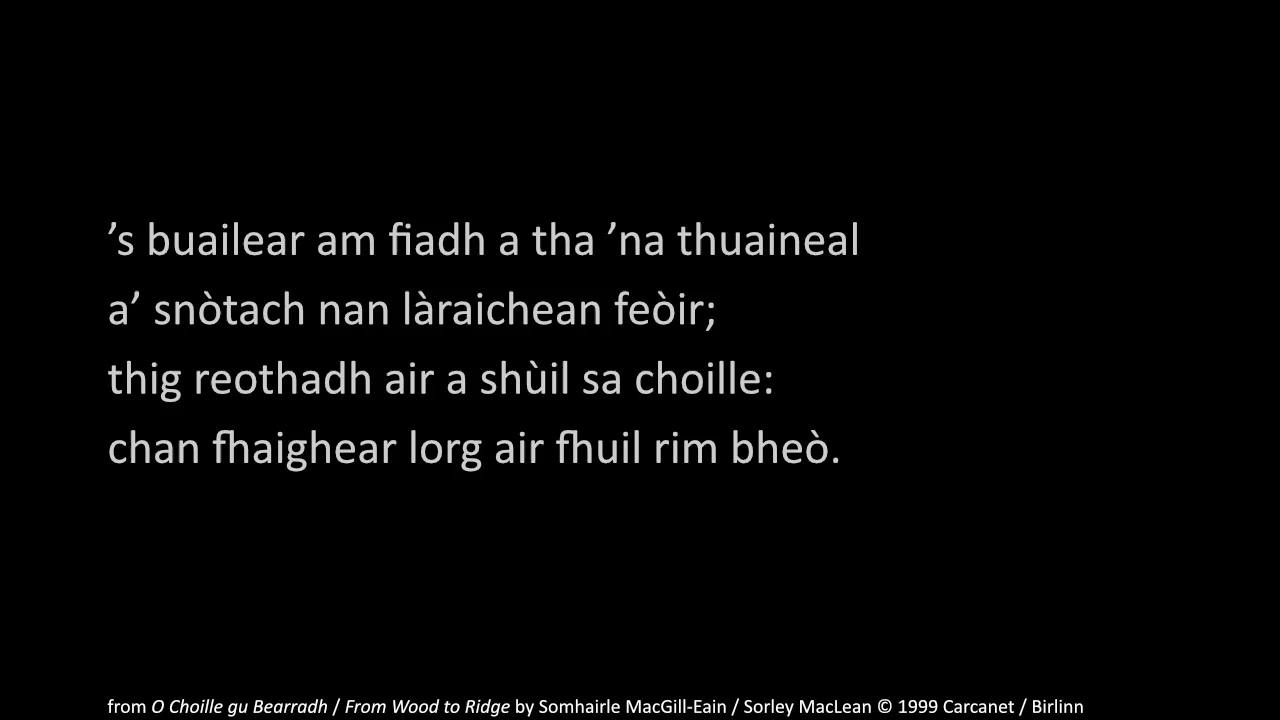 ’s buailear am fiadh a tha ’na thuaineal
a’ snòtach nan làraichean feòir;
thig reothadh air a shùil sa choille:
chan fhaighear lorg air fhuil rim bheò.
from O Choille gu Bearradh / From Wood to Ridge by Somhairle MacGill-Eain / Sorley MacLean © 1999 Carcanet / Birlinn